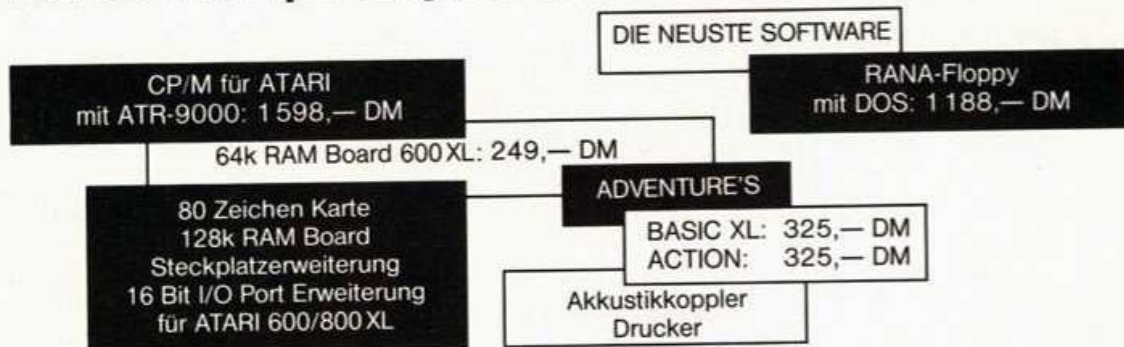 DIE NEUSTE SOFTWARE
CP/M für ATARI
mit ATR-9000: 1598,— DM
RANA-Floppy
mit DOS: 1188,— DM
64k RAM Board 600 XL: 249,— DM
80 Zeichen Karte
128k RAM Board
Steckplatzerweiterung
16 Bit I/O Port Erweiterung
für ATARI 600/800 XL
ADVENTURE'S
BASIC XL: 325,— DM
ACTION: 325,— DM
Akkustikkoppler
Drucker